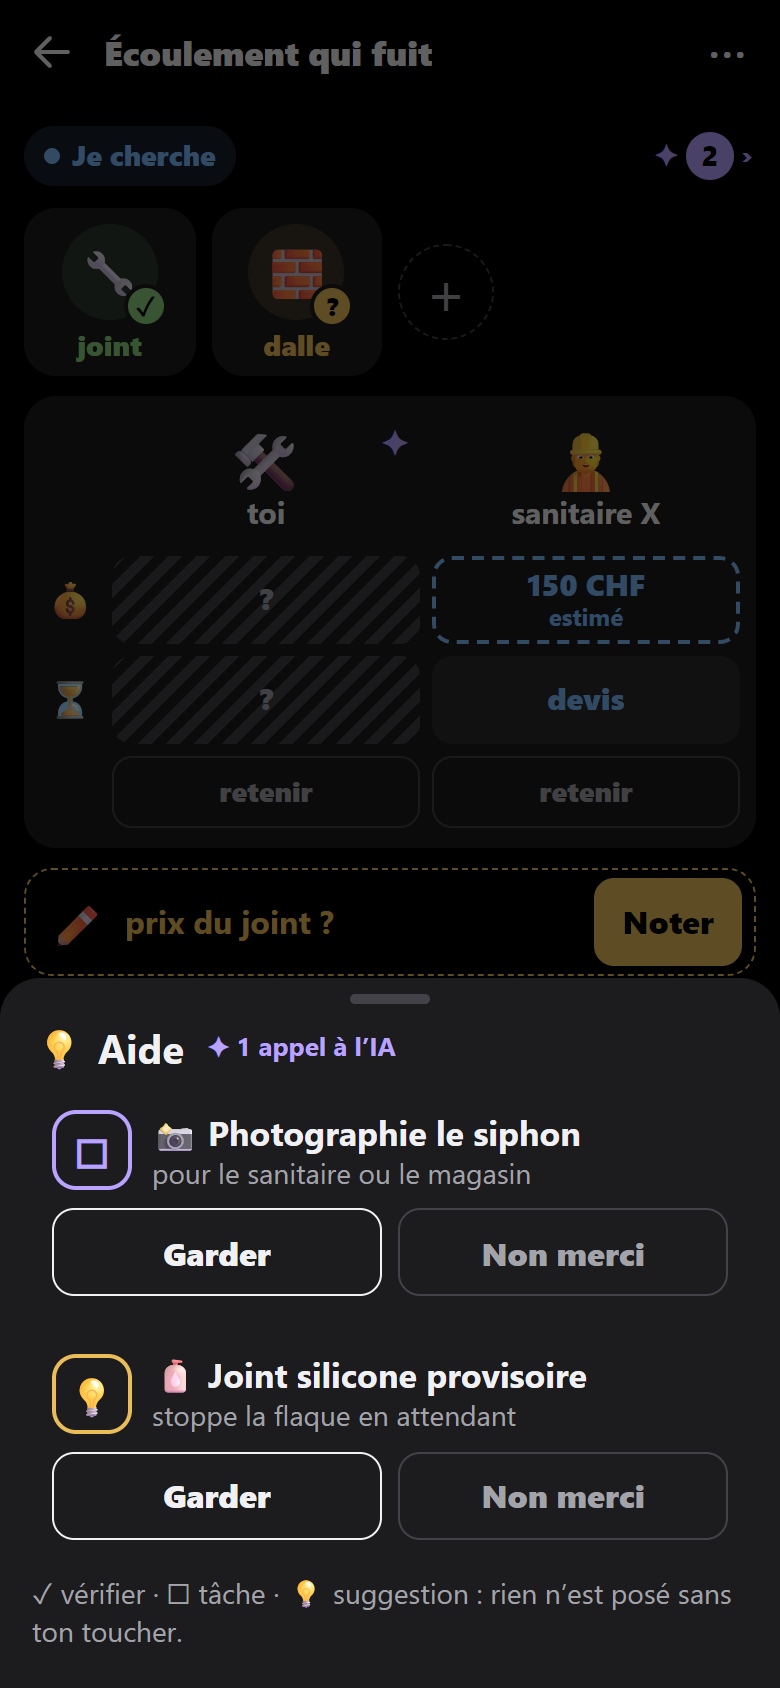 Écoulement qui fuit
Je cherche
2
joint
?
dalle
+
toi
sanitaire X
?
150 CHF
estimé
?
devis
retenir
retenir
prix du joint ?
Noter
Aide
1 appel à l’IA
Photographie le siphon
pour le sanitaire ou le magasin
Garder
Non merci
Joint silicone provisoire
stoppe la flaque en attendant
Garder
Non merci
✓ vérifier · ☐ tâche · 💡 suggestion : rien n’est posé sans
ton toucher.